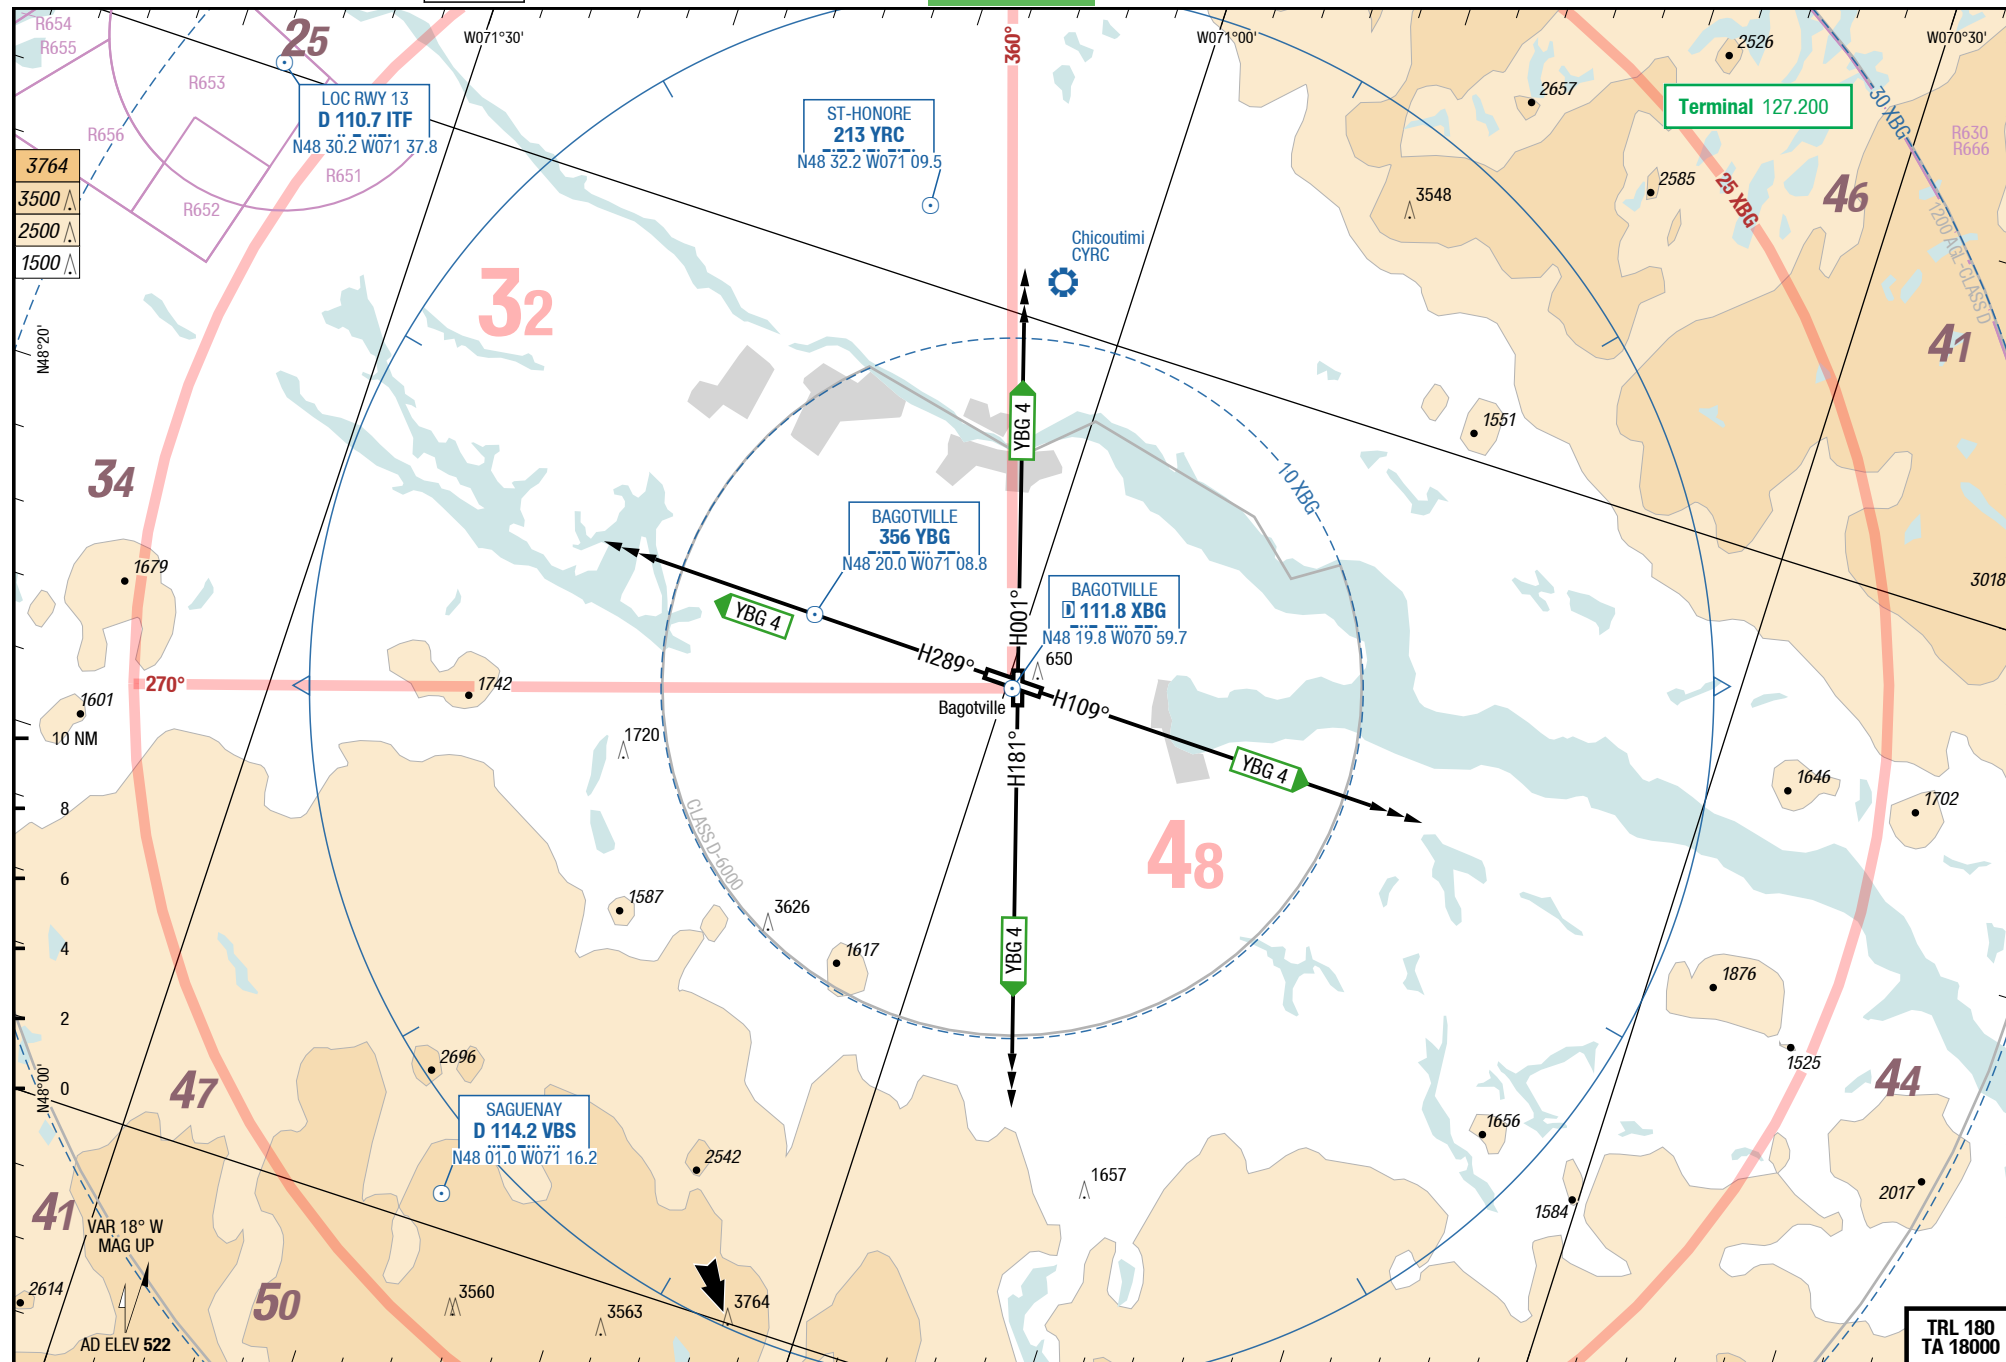 R654
R655
25
W071°30'
360°
W071°00'
2526
W070°30'
R653
LOC RWY 13
D 110.7 ITF
N48 30.2 W071 37.8
ST-HONORE
213 YRC
N48 32.2 W071 09.5
2657
Terminal 127.200
30 XBG
R630
R666
R656
R651
R652
3764
3500
2500
1500
3548
2585
25 XBG
46
1200 AGL-CLASS D
Chicoutimi
CYRC
32
41
N48°20'
YBG 4
1551
34
10 XBG
BAGOTVILLE
356 YBG
N48 20.0 W071 08.8
1679
BAGOTVILLE
D 111.8 XBG
N48 19.8 W070 59.7
3018
YBG 4
H001°
H289°
650
270°
1742
1601
Bagotville
H109°
H181°
10 NM
1720
YBG 4
1646
1702
8
CLASS D-6000
48
6
1587
3626
YBG 4
4
1617
1876
2
2696
1525
47
44
N48°00'
0
SAGUENAY
D 114.2 VBS
N48 01.0 W071 16.2
2542
1656
1657
41
VAR 18° W
MAG UP
1584
2017
2614
50
3560
3563
3764
AD ELEV 522
TRL 180
TA 18000